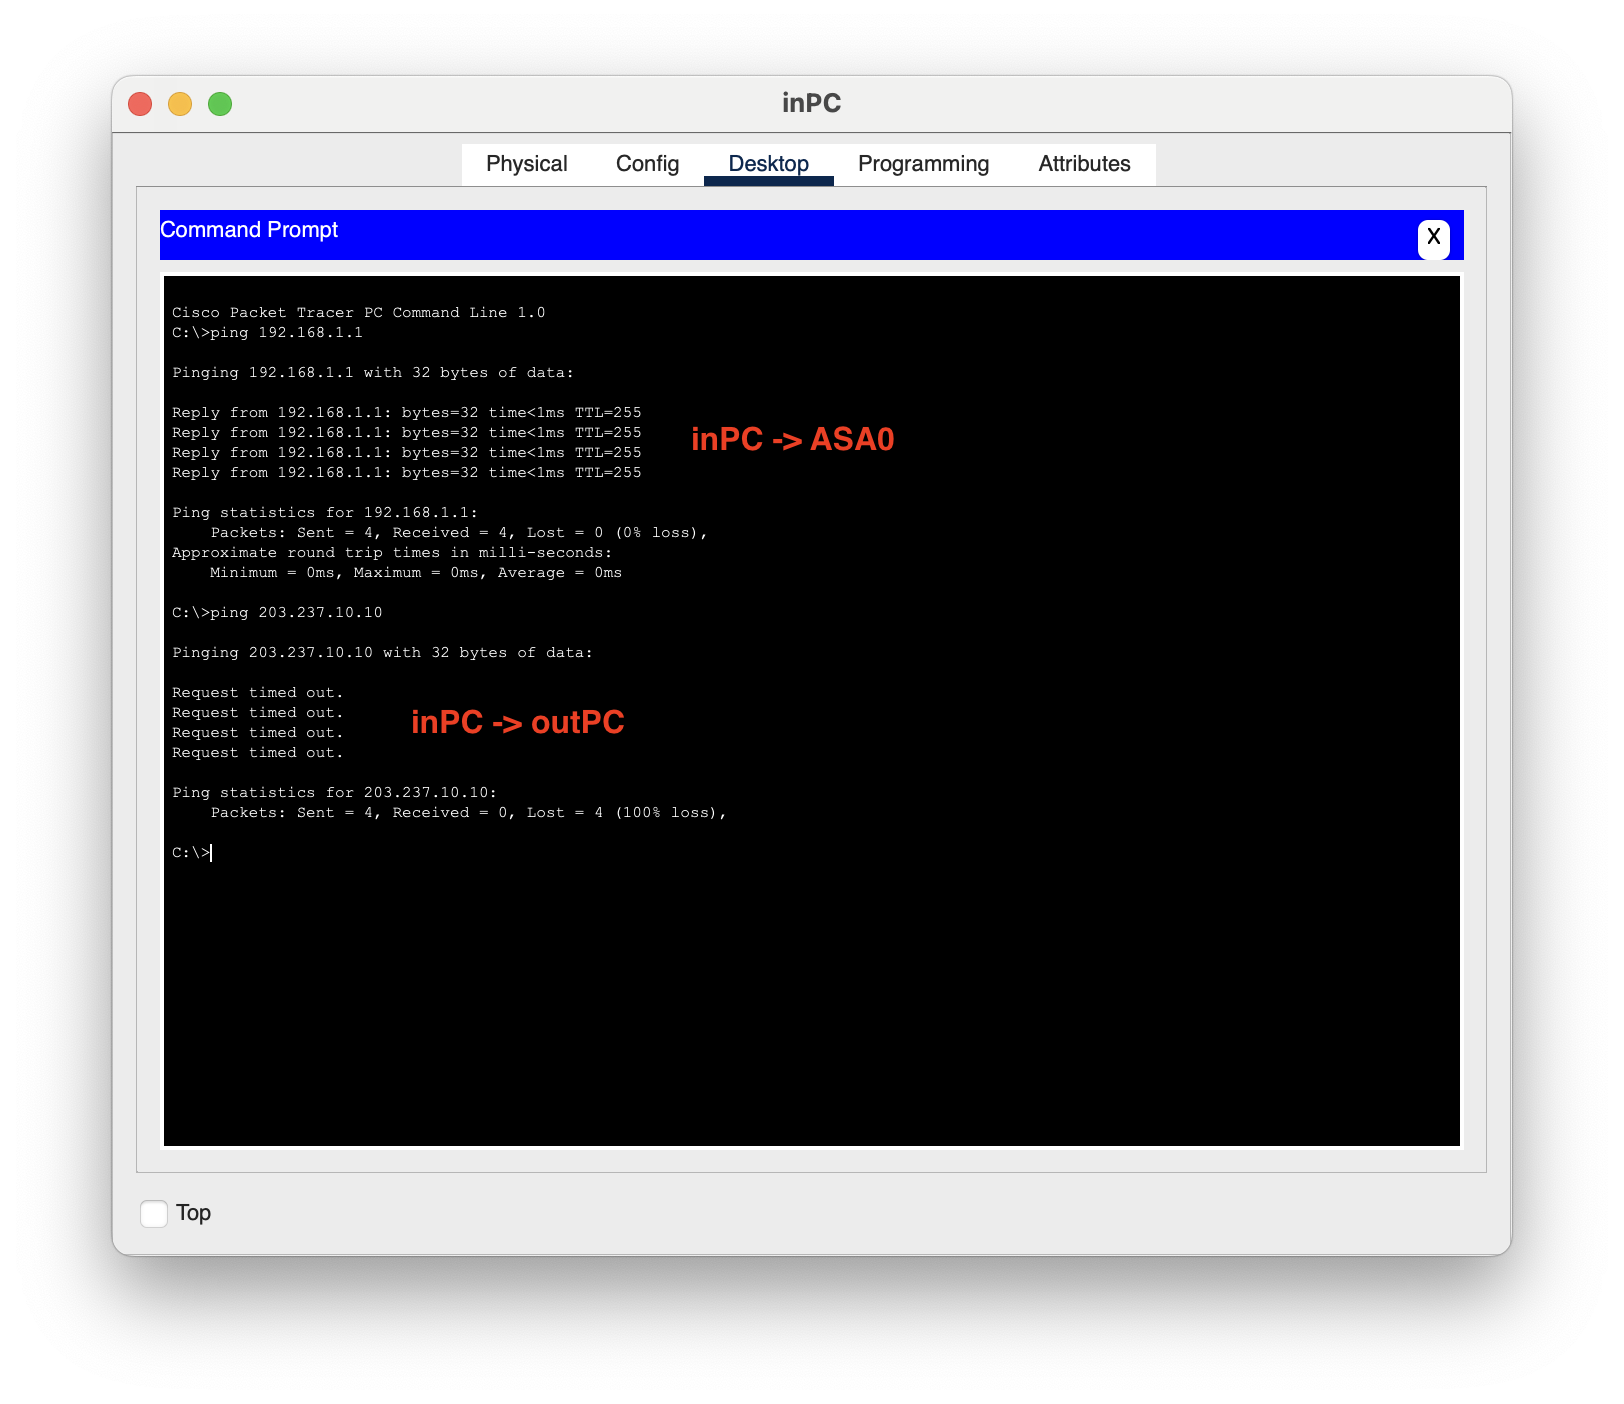 inPC
Physical Config Desktop Programming Attributes
Command Prompt
X
Cisco Packet Tracer PC Command Line 1.0
C:\>ping 192.168.1.1
Pinging 192.168.1.1 with 32 bytes of data:
Reply from 192.168.1.1: bytes=32 time<1ms TTL=255
Reply from 192.168.1.1: bytes=32 time<1ms TTL=255
Reply from 192.168.1.1: bytes=32 time<1ms TTL=255
Reply from 192.168.1.1: bytes=32 time<1ms TTL=255
inPC -> ASA0
Ping statistics for 192.168.1.1:
Packets: Sent = 4, Received = 4, Lost = 0 (0% loss),
Approximate round trip times in milli-seconds:
Minimum = 0ms, Maximum = 0ms, Average = 0ms
C:\>ping 203.237.10.10
Pinging 203.237.10.10 with 32 bytes of data:
Request timed out.
Request timed out.
Request timed out.
Request timed out.
inPC -> outPC
Ping statistics for 203.237.10.10:
Packets: Sent = 4, Received = 0, Lost = 4 (100% loss),
C:\>
Top